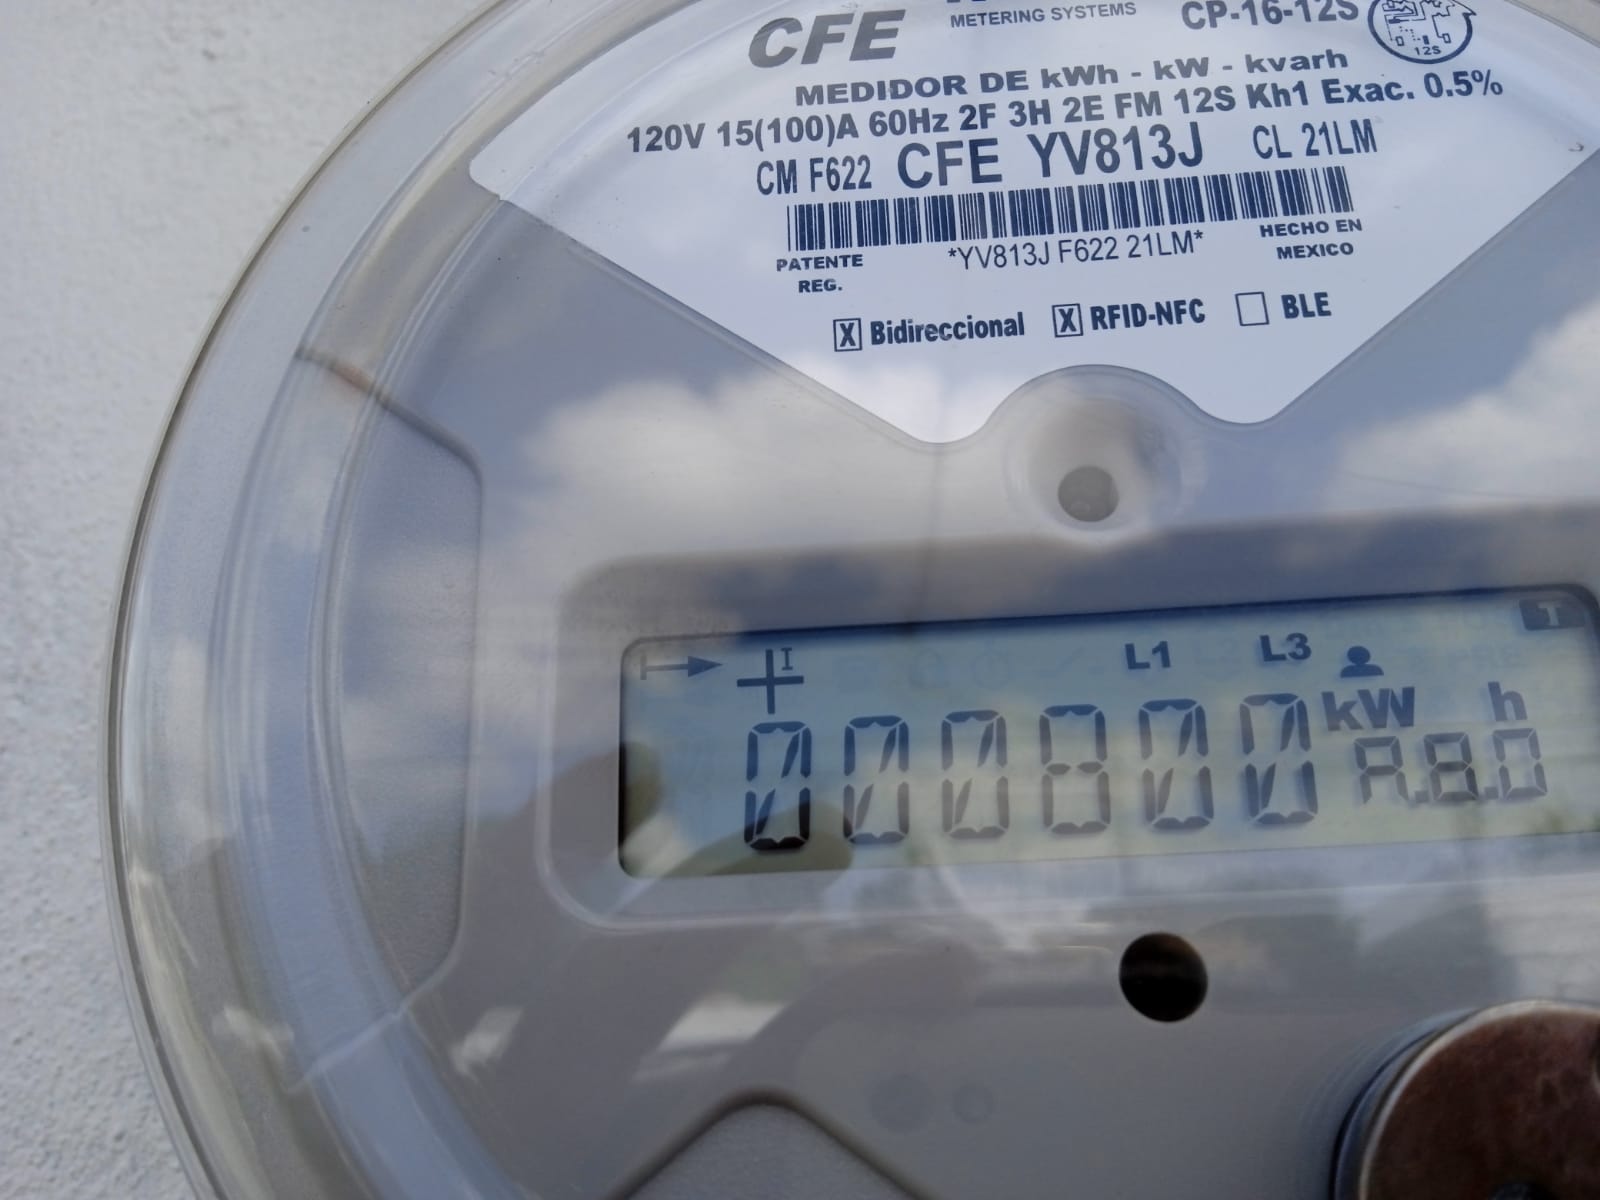 CFE METERING SYSTEMS CP-16-12S
12S
MEDIDOR DE kWh - kW - kvarh
120V 15(100)A 60Hz 2F 3H 2E FM 12S Kh1 Exac. 0.5%
CM F622 CFE YV813J CL 21LM
*YV813J F622 21LM*
PATENTE REG.
HECHO EN MEXICO
X Bidireccional X RFID-NFC BLE
I L1 L3 T
000800 kW h
R.8.0